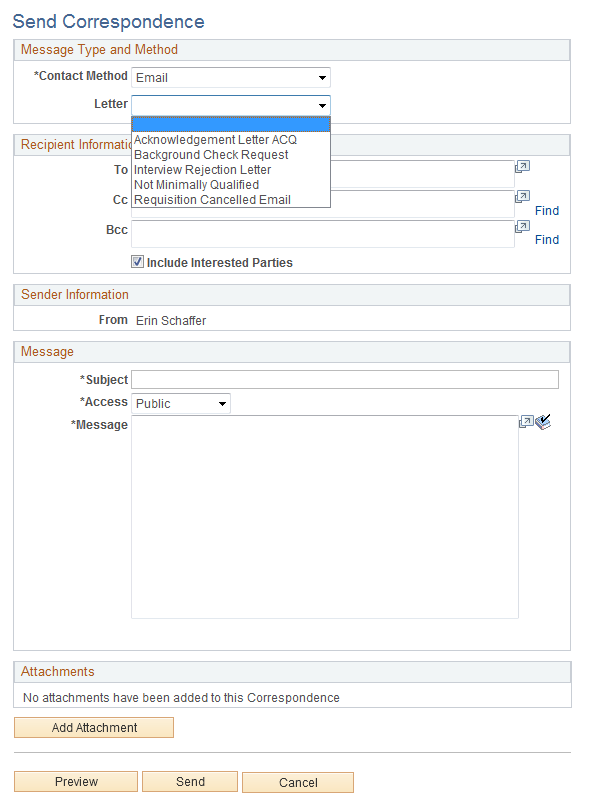 Send Correspondence
Message Type and Method
*Contact Method Email
Letter
Acknowledgement Letter ACQ
Background Check Request
Interview Rejection Letter
Not Minimally Qualified
Requisition Cancelled Email
Recipient Informatic
To
Cc
Find
Bcc
Find
Include Interested Parties
Sender Information
From Erin Schaffer
Message
*Subject
*Access Public
*Message
Attachments
No attachments have been added to this Correspondence
Add Attachment
Preview Send Cancel